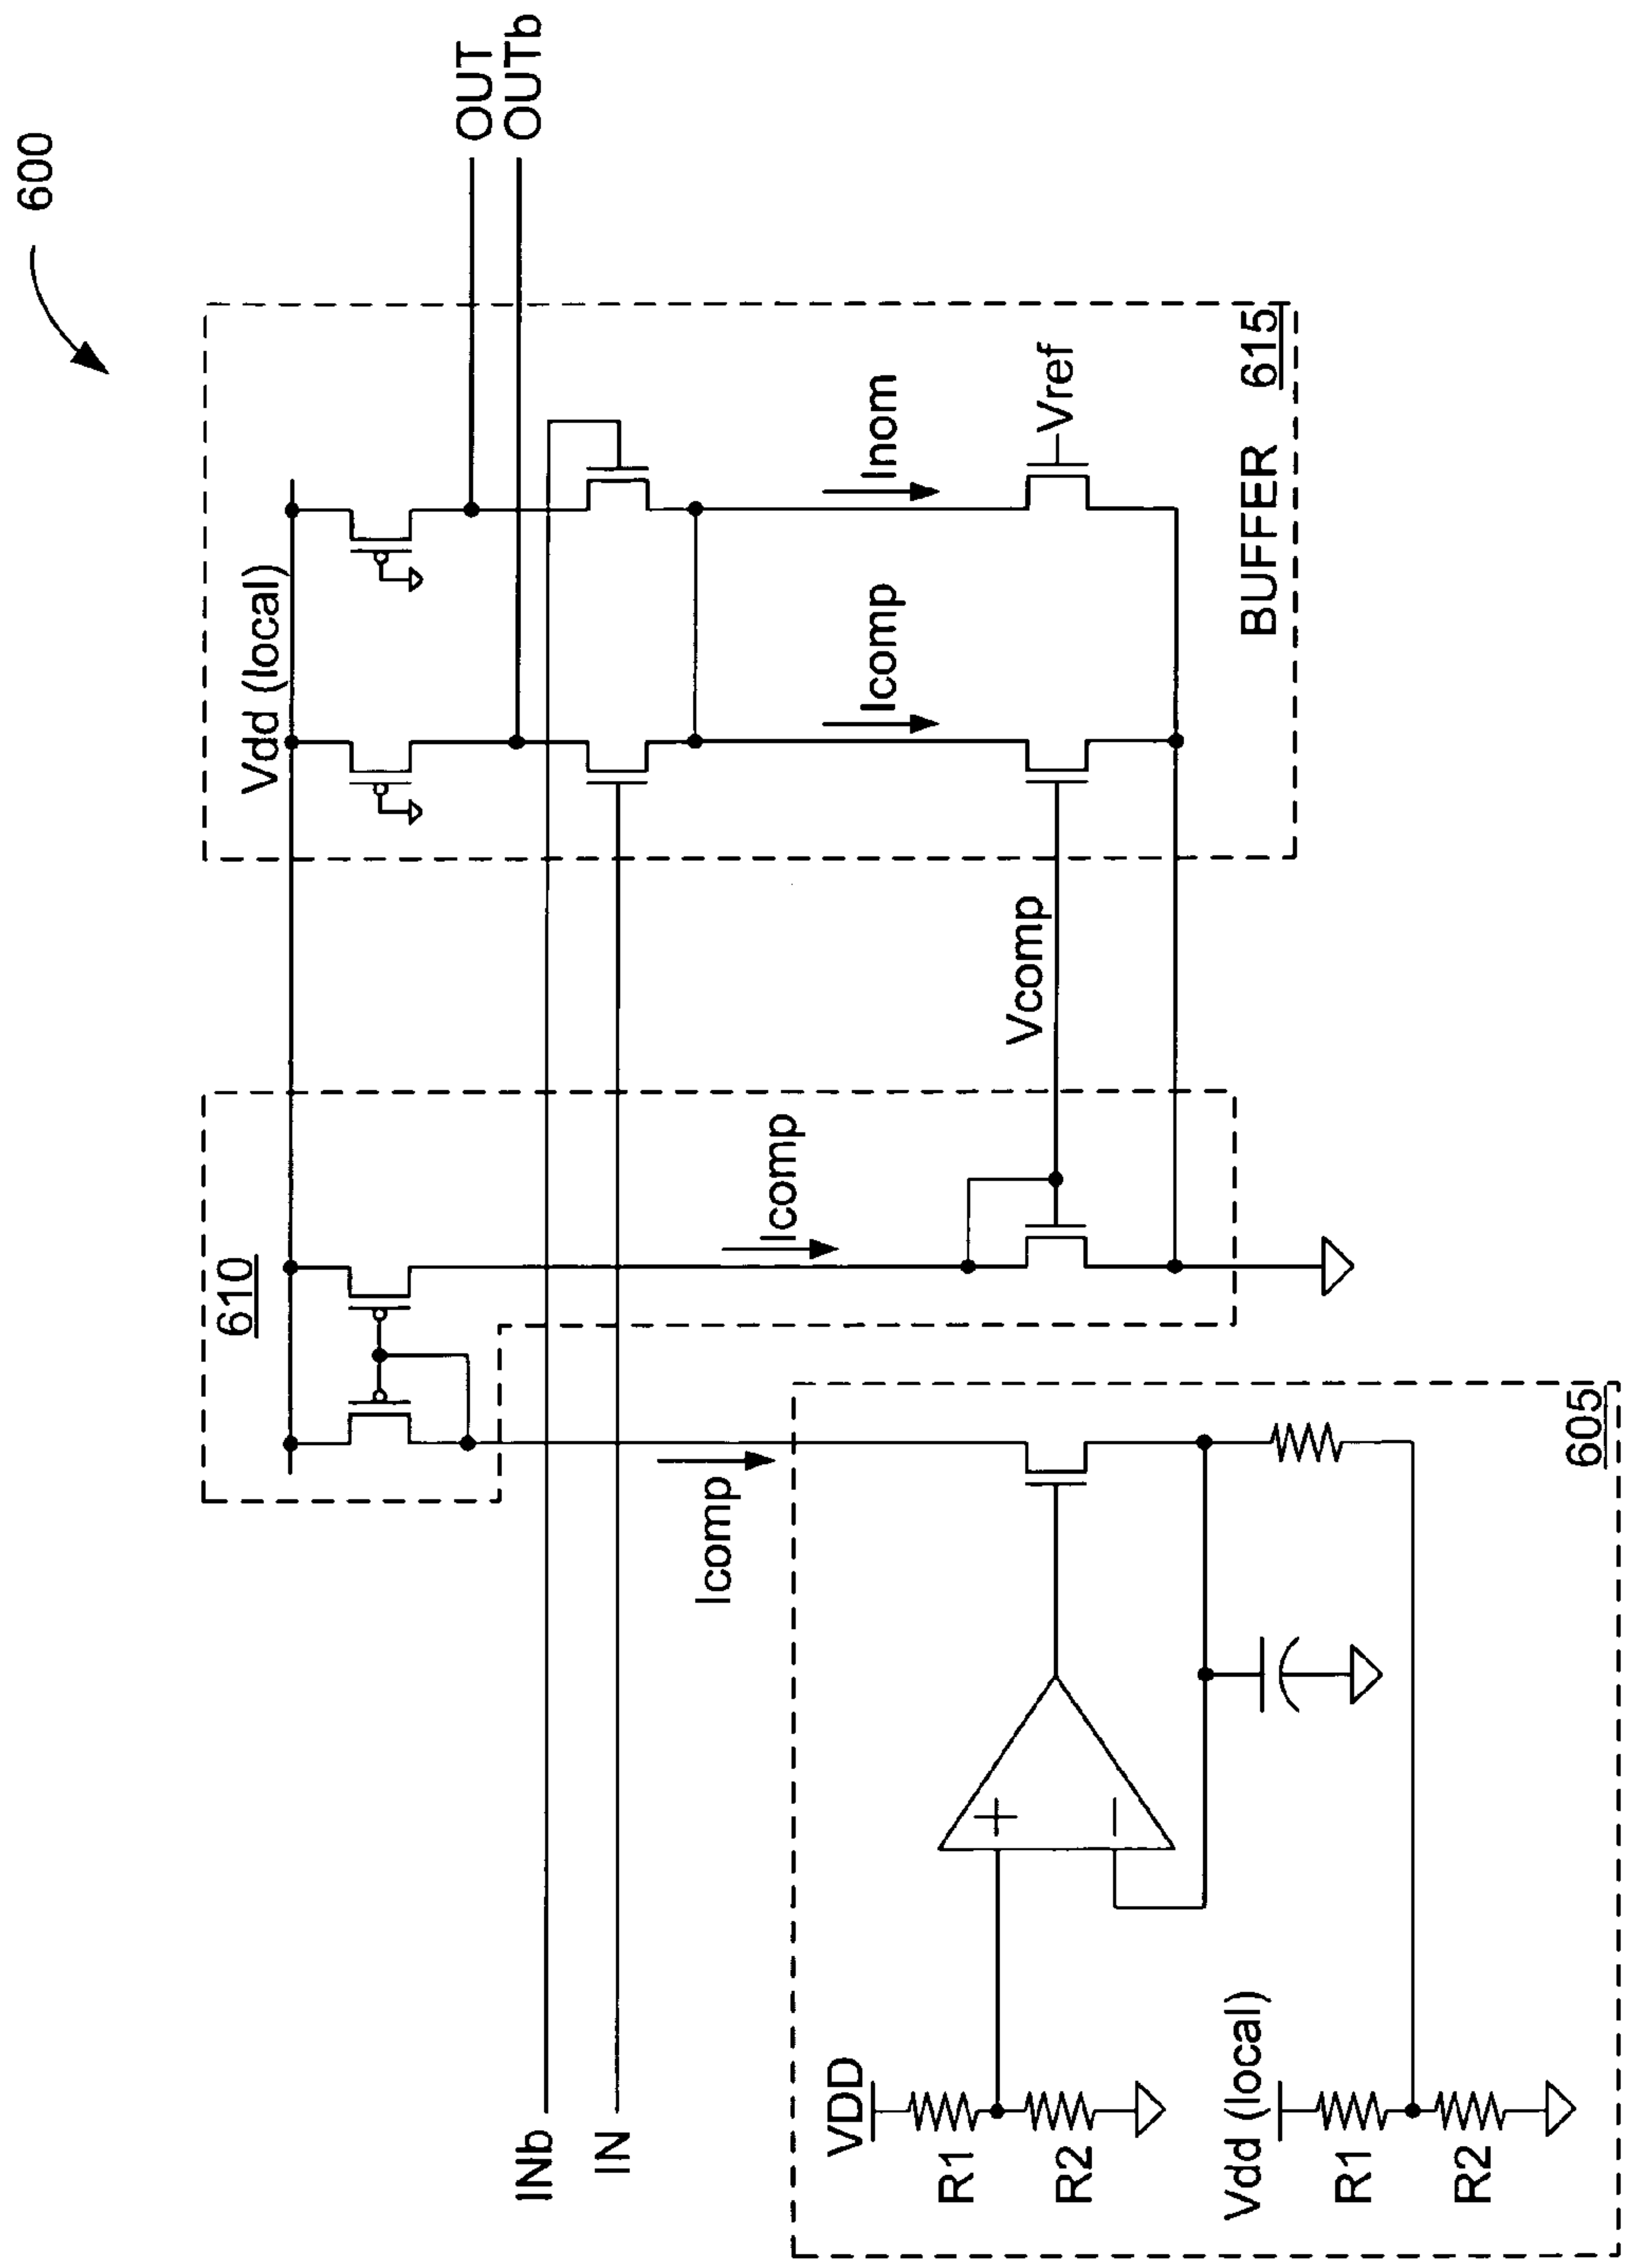 600
OUT
OUTb
Vdd (local)
Inom
Icomp
Vref
BUFFER 615
Vcomp
610
Icomp
Icomp
INb
IN
VDD
R1
R2
Vdd (local)
R1
R2
605